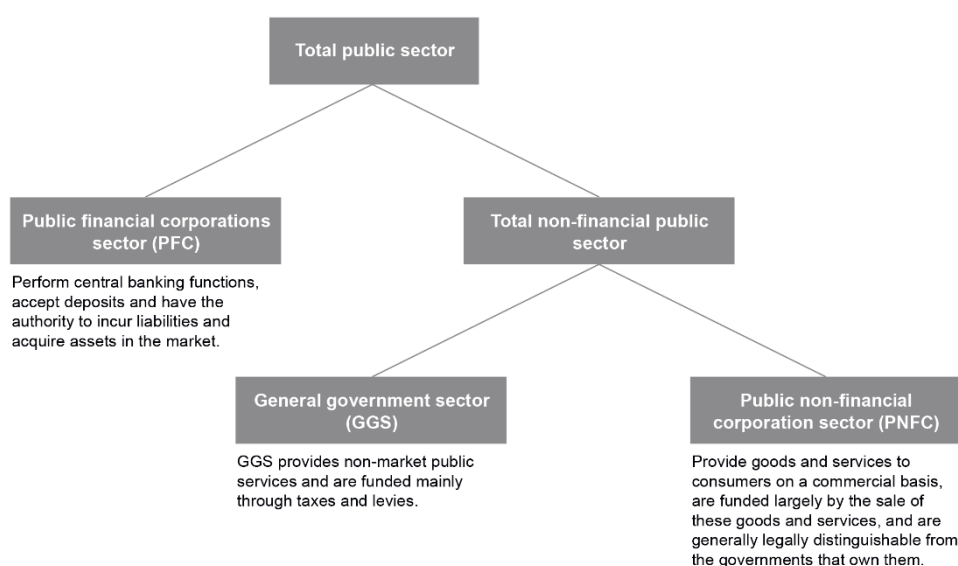 Total public sector
Public financial corporations
sector (PFC)
Total non-financial public
sector
Perform central banking functions,
accept deposits and have the
authority to incur liabilities and
acquire assets in the market.
General government sector
(GGS)
Public non-financial
corporation sector (PNFC)
GGS provides non-market public
services and are funded mainly
through taxes and levies.
Provide goods and services to
consumers on a commercial basis,
are funded largely by the sale of
these goods and services, and are
generally legally distinguishable from
the governments that own them.